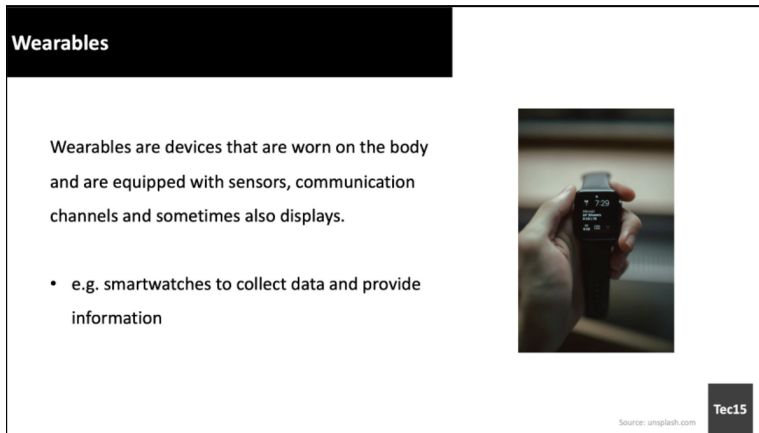 Wearables
Wearables are devices that are worn on the body
and are equipped with sensors, communication
channels and sometimes also displays.
• e.g. smartwatches to collect data and provide
information
7:29
Source: unsplash.com
Tec15